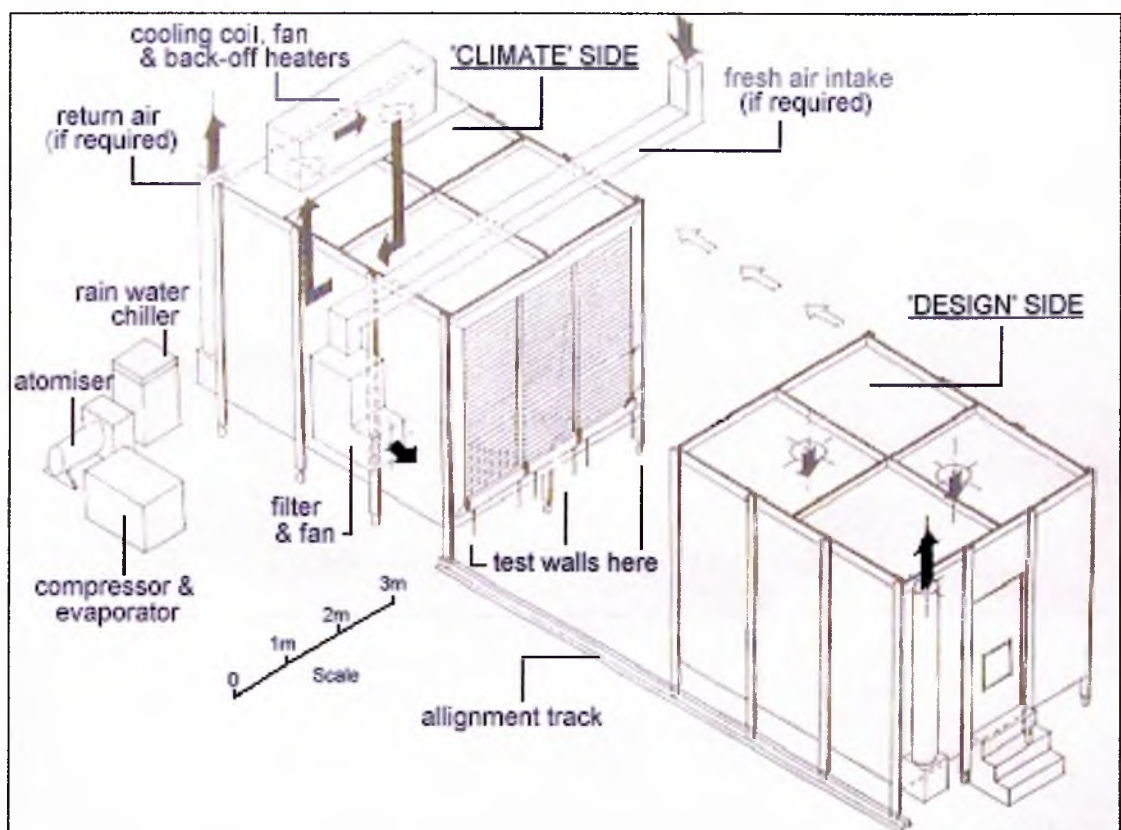 cooling coil, fan
& back-off heaters
'CLIMATE' SIDE
fresh air intake
(if required)
return air
(if required)
rain water
chiller
'DESIGN' SIDE
atomiser
filter
& fan
test walls here
compressor &
evaporator
3m
2m
1m
0
Scale
allignment track